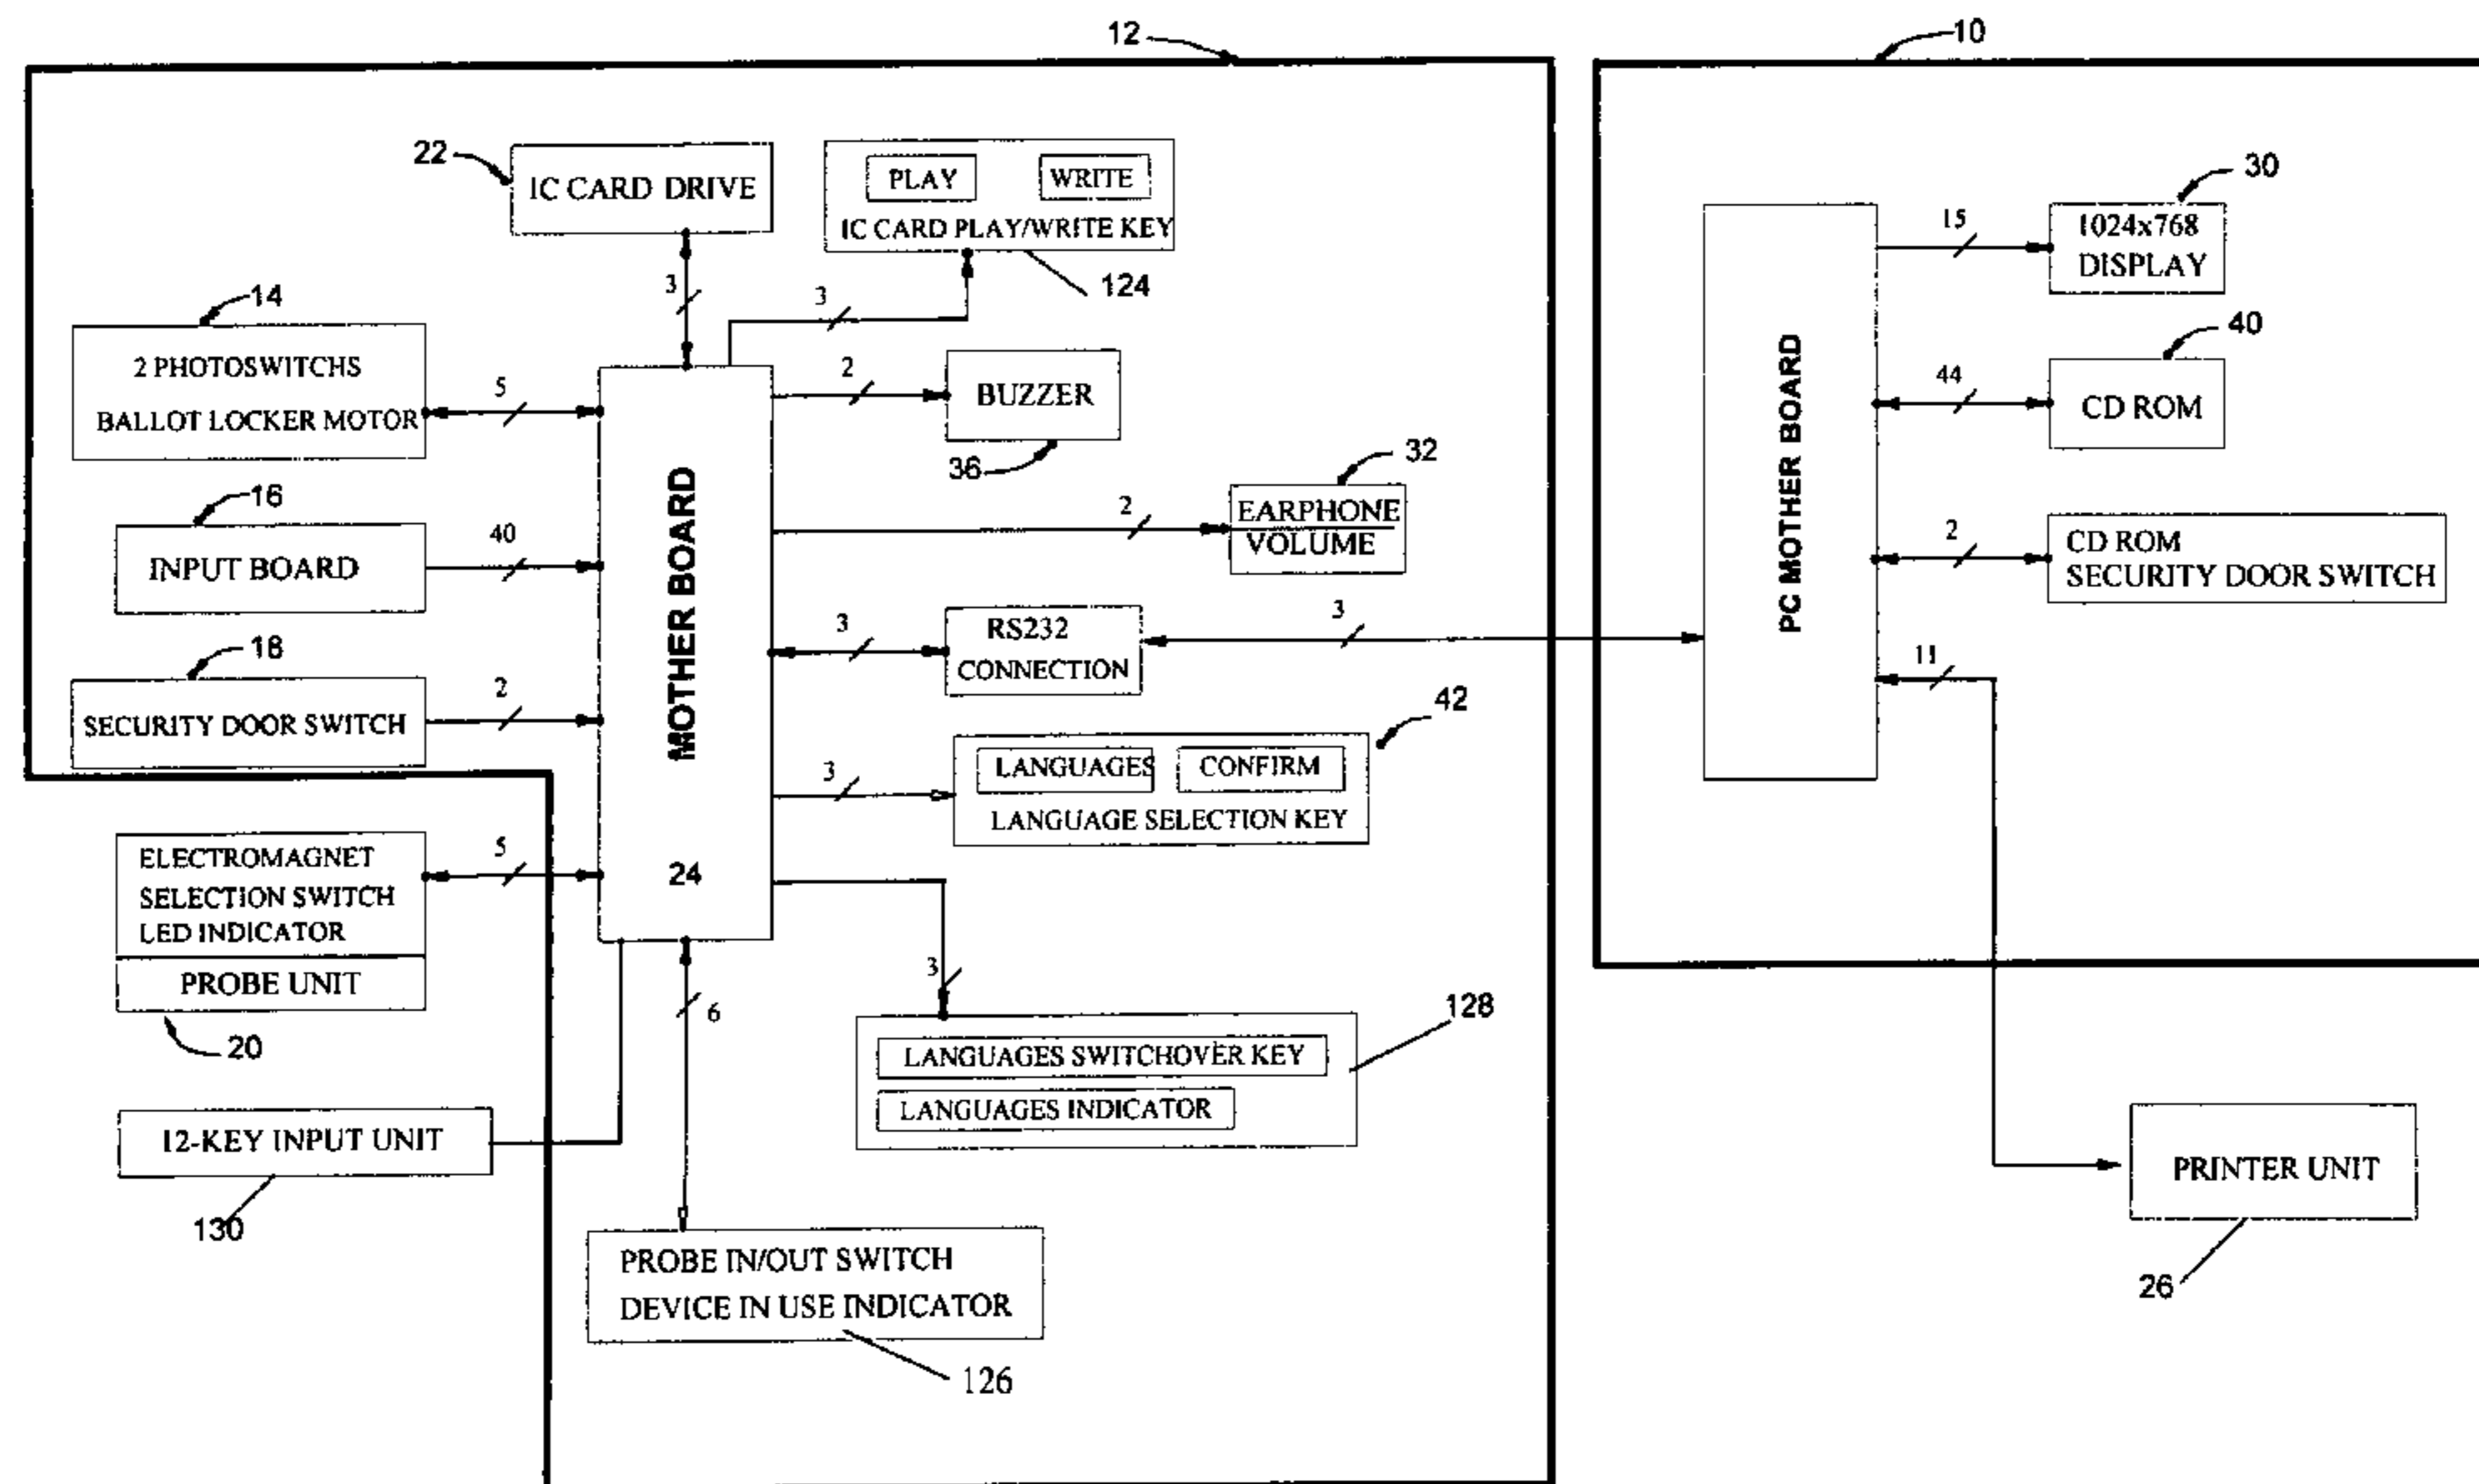 12
10
22
IC CARD DRIVE
PLAY
WRITE
IC CARD PLAY/WRITE KEY
124
3
3
14
2 PHOTOSWITCHS
BALLOT LOCKER MOTOR
5
2
BUZZER
36
16
INPUT BOARD
40
2
32
EARPHONE
VOLUME
18
SECURITY DOOR SWITCH
2
MOTHER BOARD
24
3
RS232
CONNECTION
3
42
3
LANGUAGES
CONFIRM
LANGUAGE SELECTION KEY
ELECTROMAGNET
SELECTION SWITCH
LED INDICATOR
PROBE UNIT
5
20
3
128
LANGUAGES SWITCHOVER KEY
LANGUAGES INDICATOR
12-KEY INPUT UNIT
130
6
PROBE IN/OUT SWITCH
DEVICE IN USE INDICATOR
126
PC MOTHER BOARD
15
30
1024x768
DISPLAY
44
40
CD ROM
2
CD ROM
SECURITY DOOR SWITCH
11
PRINTER UNIT
26